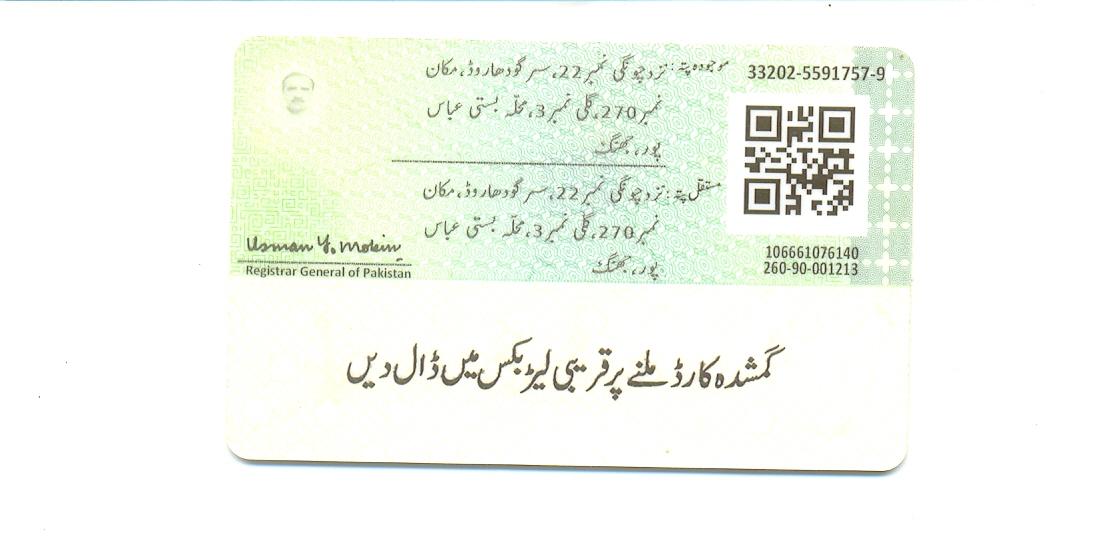 موجودہ پتہ: نزد چونگی نمبر 22، سرگودھا روڈ، مکان
نمبر 270، گلی نمبر 3، محلہ بستی عباس
پور، جھنگ
33202-5591757-9
مستقل پتہ: نزد چونگی نمبر 22، سرگودھا روڈ، مکان
نمبر 270، گلی نمبر 3، محلہ بستی عباس
پور، جھنگ
106661076140
260-90-001213
Usman Y. Mobin
Registrar General of Pakistan
گمشدہ کارڈ ملنے پر قریبی لیٹر بکس میں ڈال دیں